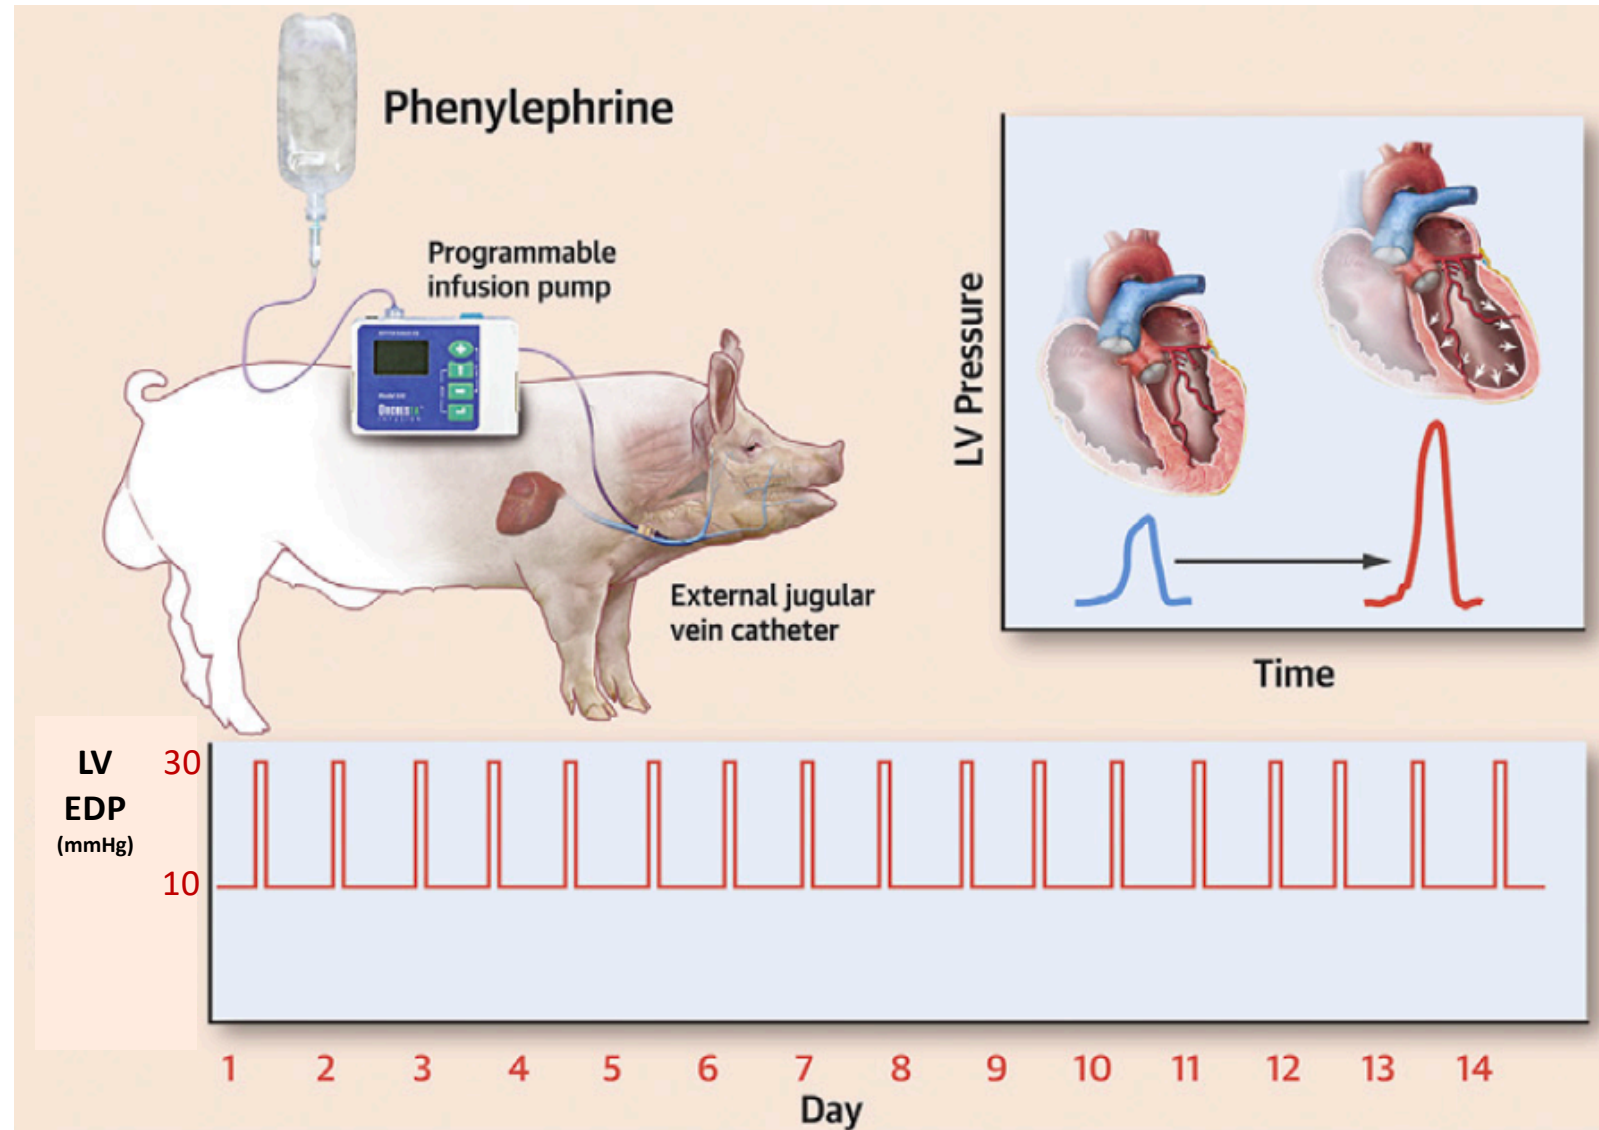 Phenylephrine
Programmable
infusion pump
External jugular
vein catheter
LV Pressure
Time
LV
EDP
(mmHg)
30
10
1 2 3 4 5 6 7 8 9 10 11 12 13 14
Day